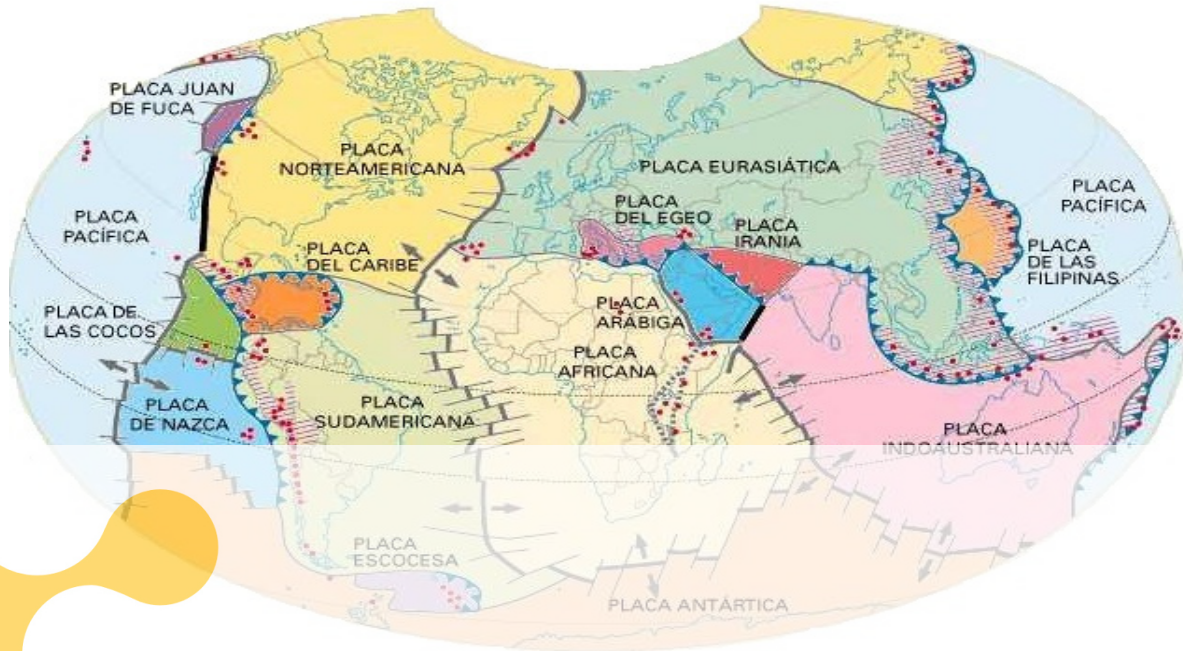 PLACA JUAN
DE FUCA
PLACA
NORTEAMERICANA
PLACA EURASIÁTICA
PLACA
PACÍFICA
PLACA
DEL EGEO
PLACA
IRANIA
PLACA
PACÍFICA
PLACA
DEL CARIBE
PLACA
DE LAS
FILIPINAS
PLACA DE
LAS COCOS
PLACA
ARÁBIGA
PLACA
AFRICANA
PLACA
DE NAZCA
PLACA
SUDAMERICANA
PLACA
INDOAUSTRALIANA
PLACA
ESCOCESA
PLACA ANTÁRTICA